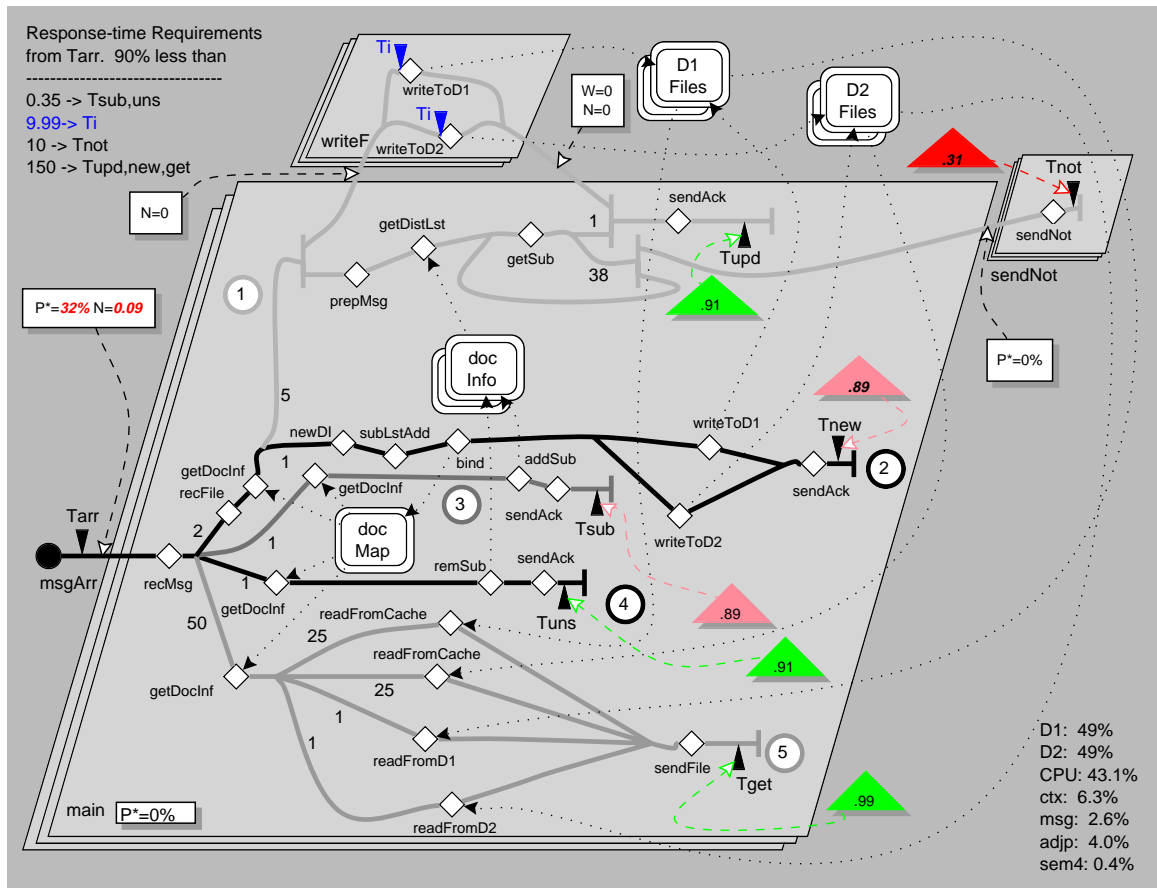 Response-time Requirements
from Tarr.  90% less than
---------------------------------
0.35 -> Tsub,uns
9.99-> Ti
10 -> Tnot
150 -> Tupd,new,get
Ti
writeToD1
Ti
writeToD2
writeF
W=0
N=0
D1
Files
D2
Files
.31
Tnot
sendNot
sendNot
N=0
getDistLst
1
sendAck
getSub
Tupd
38
1
prepMsg
.91
P*=32% N=0.09
P*=0%
doc
Info
.89
5
newDI
subLstAdd
writeToD1
Tnew
1
bind
getDocInf
recFile
addSub
getDocInf
sendAck
2
3
sendAck
Tarr
2
doc
Map
Tsub
writeToD2
1
msgArr
recMsg
remSub
sendAck
1
getDocInf
4
Tuns
.89
50
readFromCache
25
readFromCache
.91
getDocInf
25
1
1
readFromD1
sendFile
5
Tget
.99
main
P*=0%
readFromD2
D1:  49%
D2:  49%
CPU: 43.1%
ctx:  6.3%
msg:  2.6%
adjp:  4.0%
sem4: 0.4%